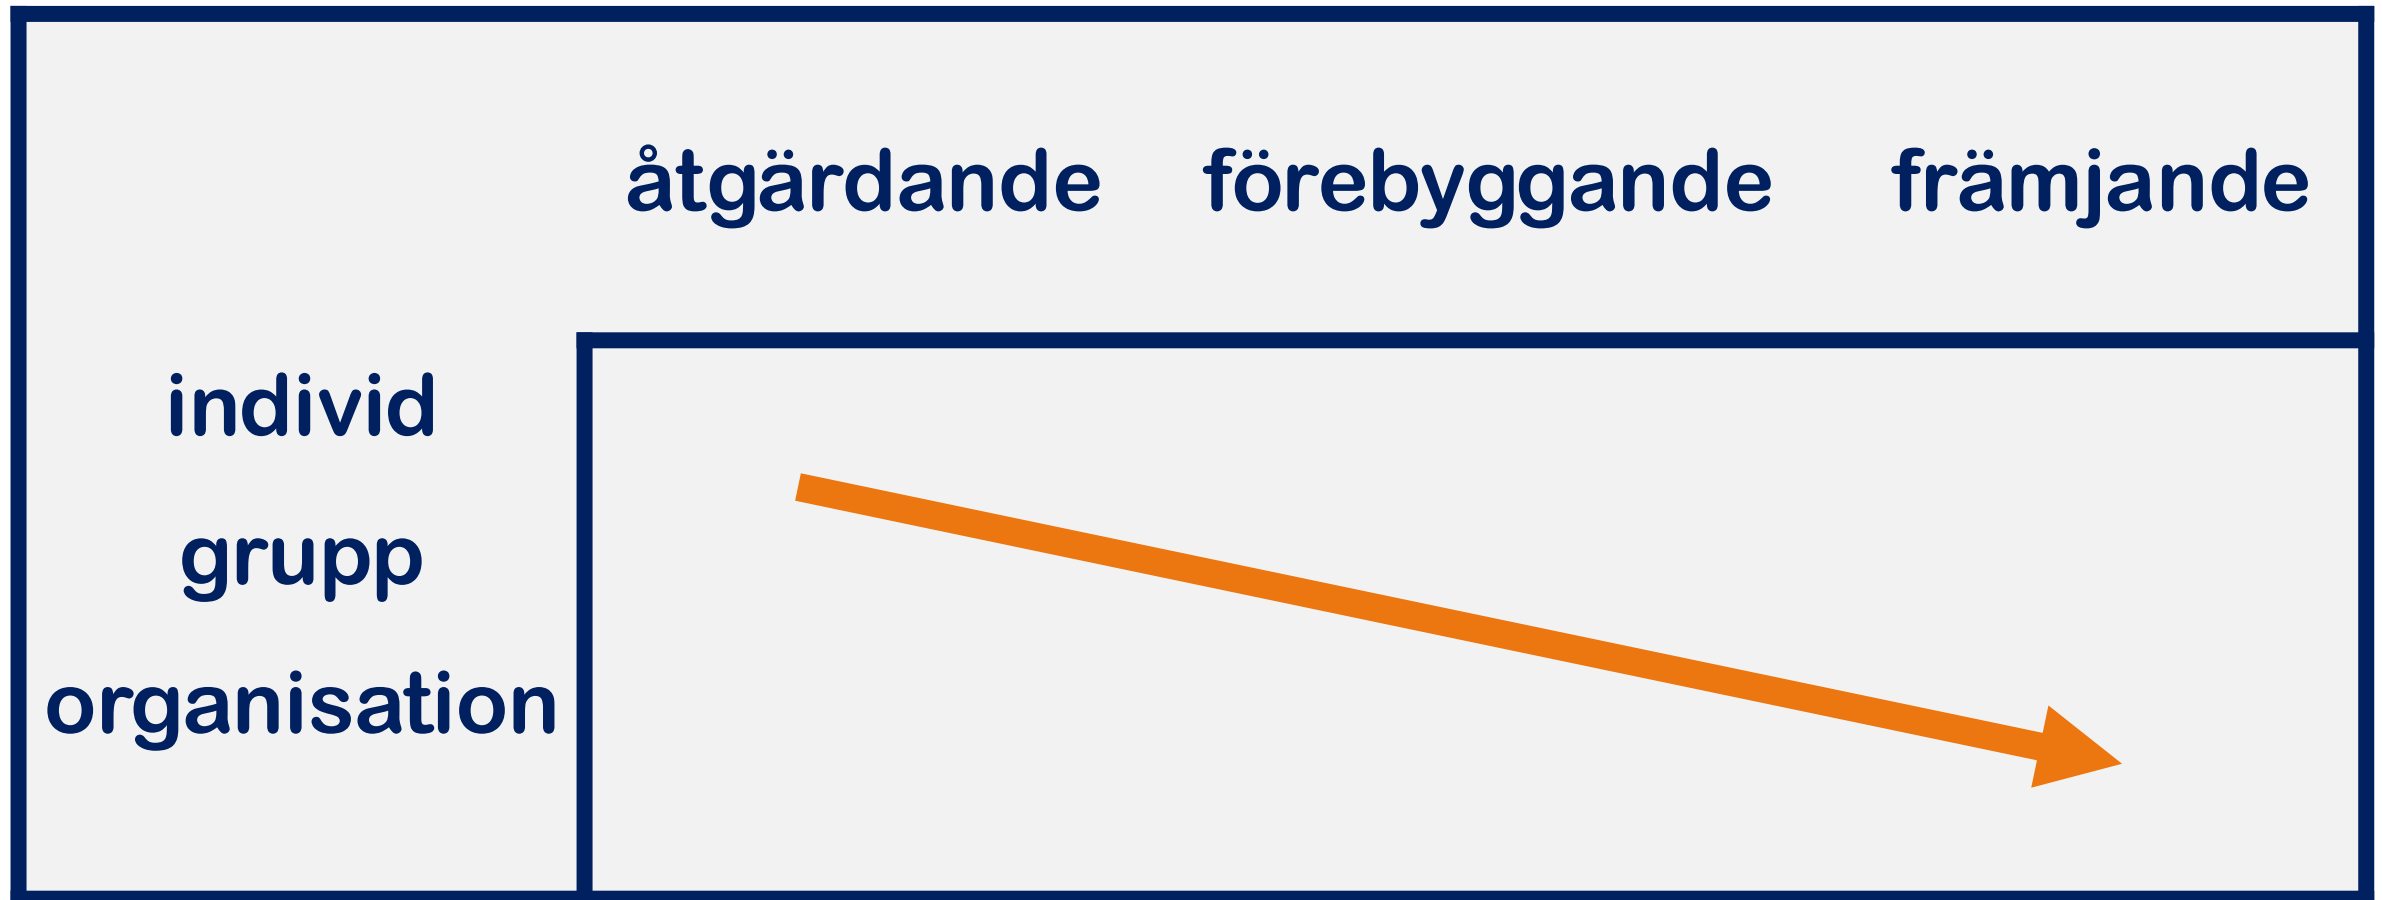 åtgärdande förebyggande främjande
individ
grupp
organisation